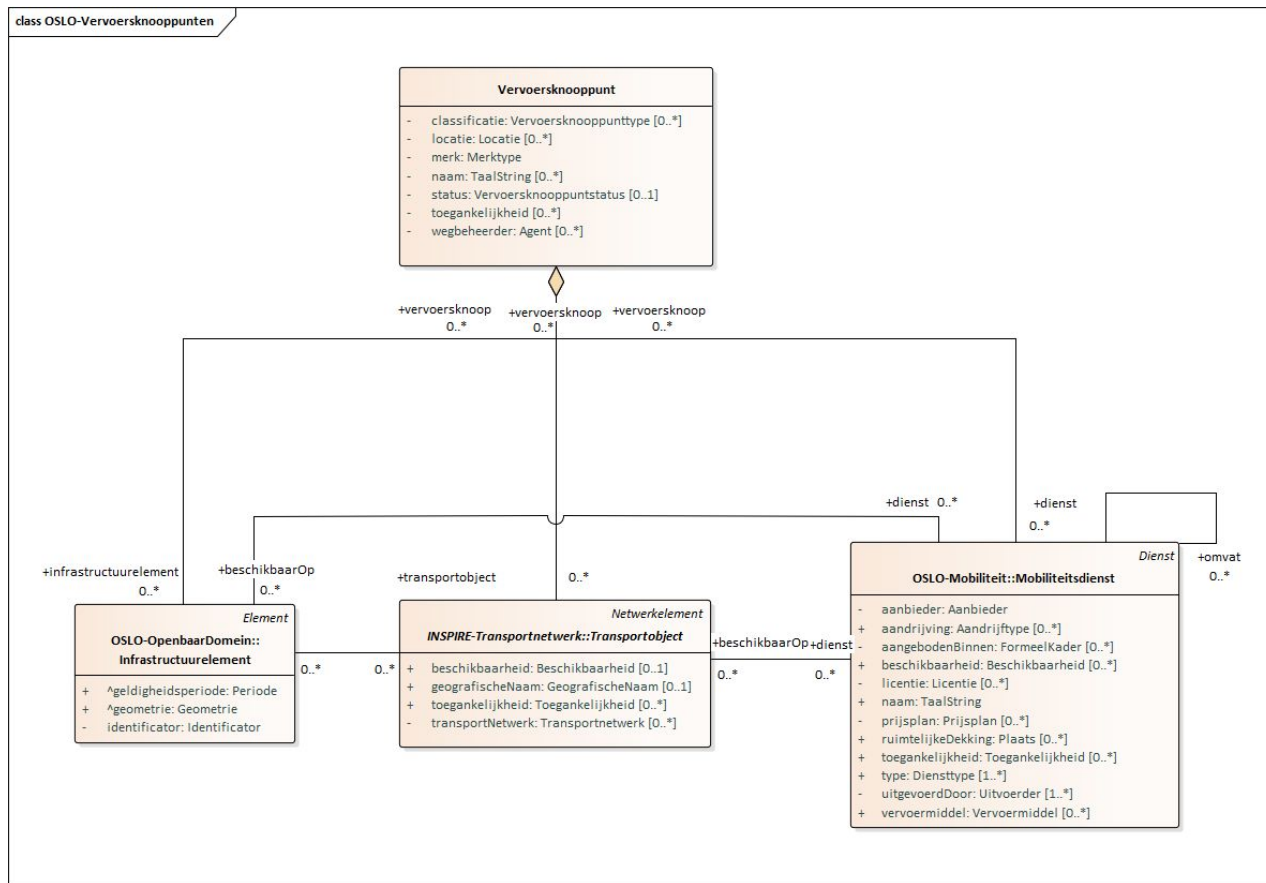 class OSLO-Vervoersknooppunten
Vervoersknooppunt
- classificatie: Vervoersknooppunttype [0..*]
- locatie: Locatie [0..*]
- merk: Merktype
- naam: TaalString [0..*]
- status: Vervoersknooppuntstatus [0..1]
- toegankelijkheid [0..*]
- wegbeheerder: Agent [0..*]
+vervoersknoop +vervoersknoop +vervoersknoop
0..* 0..* 0..*
+dienst 0..*
+dienst
0..*
+omvat
0..*
+infrastructuurelement
0..*
+beschikbaarOp
0..*
+transportobject 0..*
Element
OSLO-OpenbaarDomein::
Infrastructuurelement
+ ^geldigheidsperiode: Periode
+ ^geometrie: Geometrie
- identificator: Identificator
0..* 0..*
Netwerkelement
INSPIRE-Transportnetwerk::Transportobject
+ beschikbaarheid: Beschikbaarheid [0..1]
+ geografischeNaam: GeografischeNaam [0..1]
+ toegankelijkheid: Toegankelijkheid [0..*]
- transportNetwerk: Transportnetwerk [0..*]
+beschikbaarOp +dienst
0..* 0..*
Dienst
OSLO-Mobiliteit::Mobiliteitsdienst
- aanbieder: Aanbieder
+ aandrijving: Aandrijftype [0..*]
- aangebodenBinnen: FormeelKader [0..*]
+ beschikbaarheid: Beschikbaarheid [0..*]
- licentie: Licentie [0..*]
+ naam: TaalString
- prijsplan: Prijsplan [0..*]
+ ruimtelijkeDekking: Plaats [0..*]
+ toegankelijkheid: Toegankelijkheid [0..*]
+ type: Diensttype [1..*]
- uitgevoerdDoor: Uitvoerder [1..*]
+ vervoermiddel: Vervoermiddel [0..*]